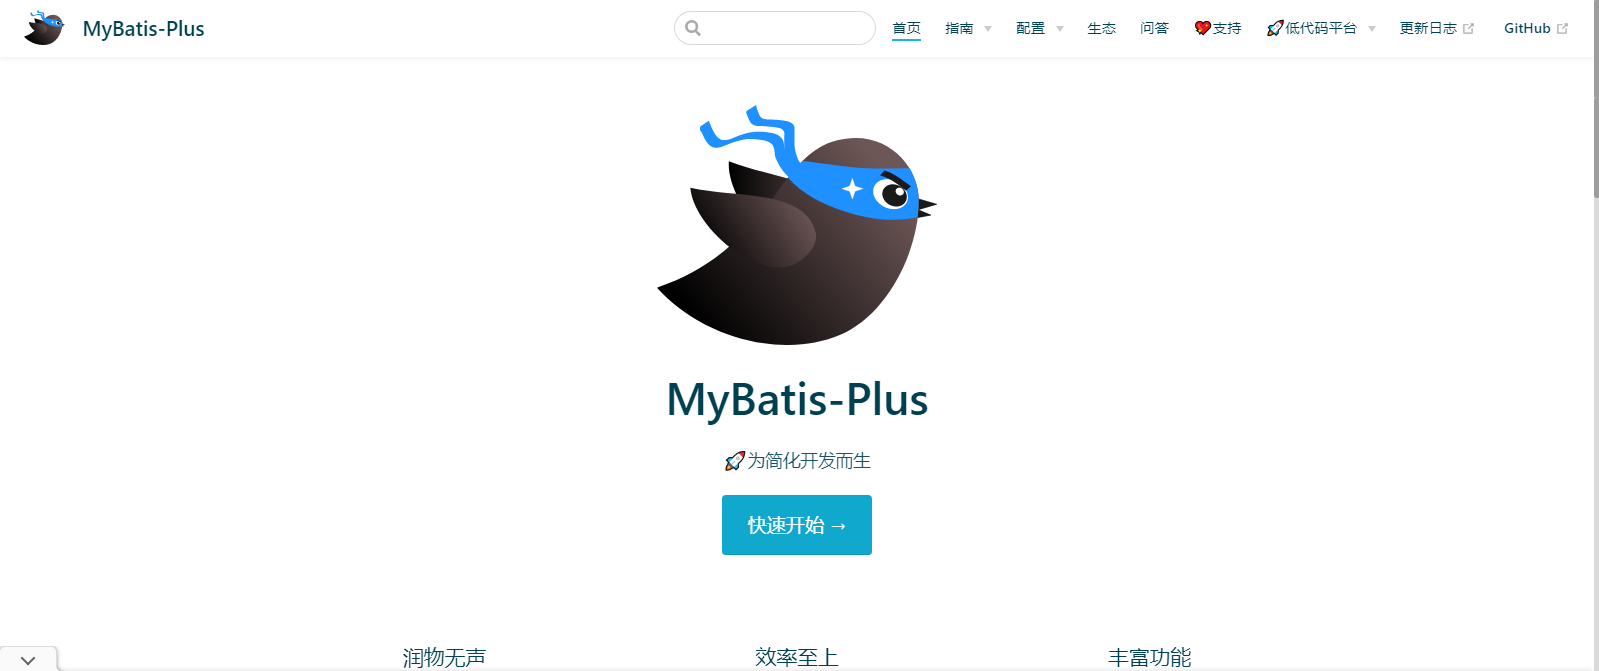 MyBatis-Plus
首页 指南 配置 生态 问答 支持 低代码平台 更新日志 GitHub
MyBatis-Plus
为简化开发而生
快速开始 →
润物无声 效率至上 丰富功能